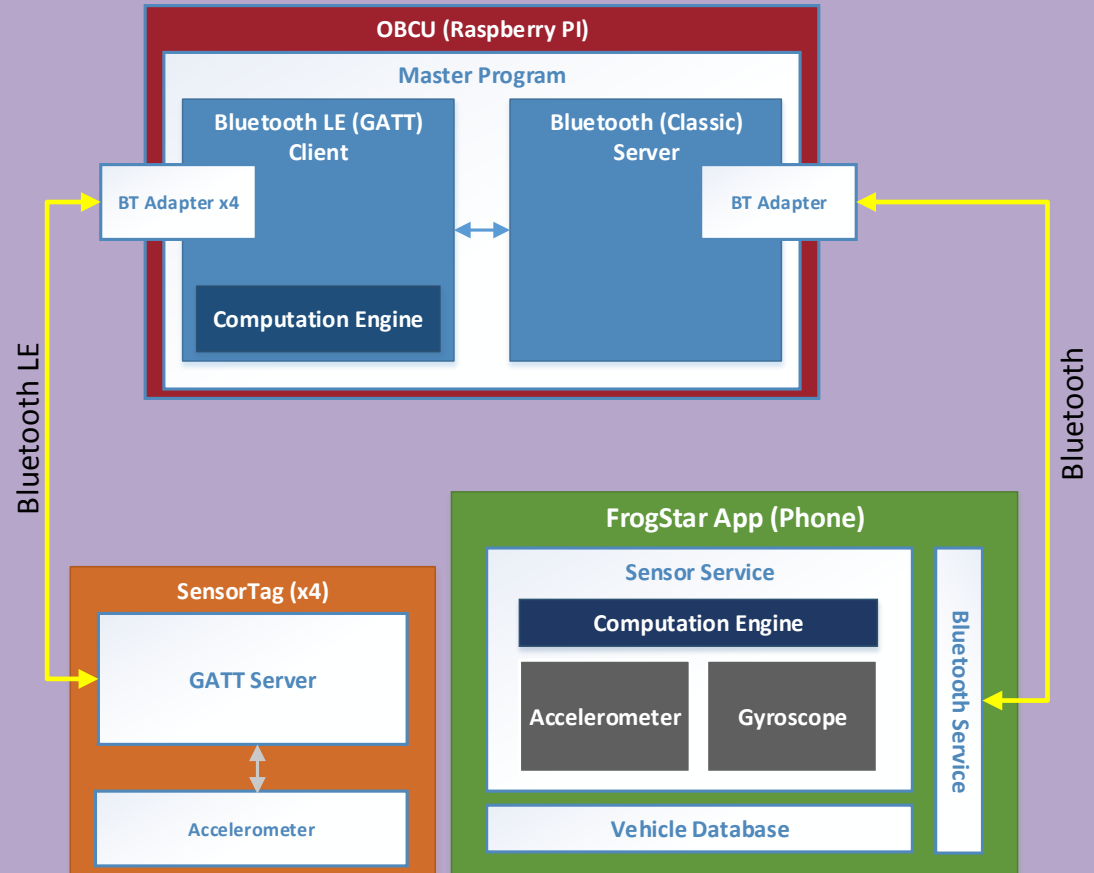 OBCU (Raspberry PI)
Master Program
Bluetooth LE (GATT)
Client
Bluetooth (Classic)
Server
BT Adapter x4
BT Adapter
Computation Engine
Bluetooth LE
Bluetooth
SensorTag (x4)
GATT Server
Accelerometer
FrogStar App (Phone)
Sensor Service
Computation Engine
Accelerometer
Gyroscope
Bluetooth Service
Vehicle Database